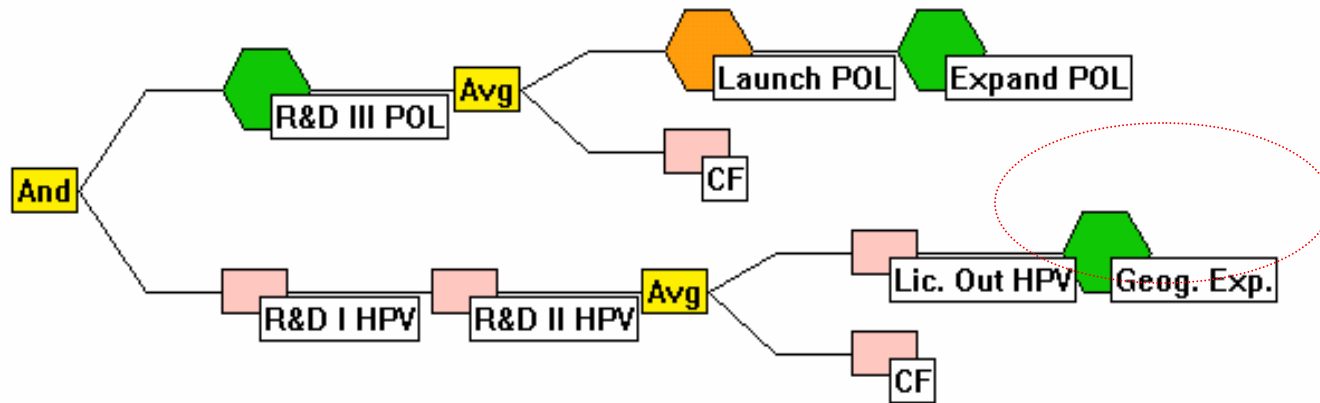 Launch POL
Expand POL
Avg
R&D III POL
CF
And
Lic. Out HPV
Geog. Exp.
Avg
R&D I HPV
R&D II HPV
CF